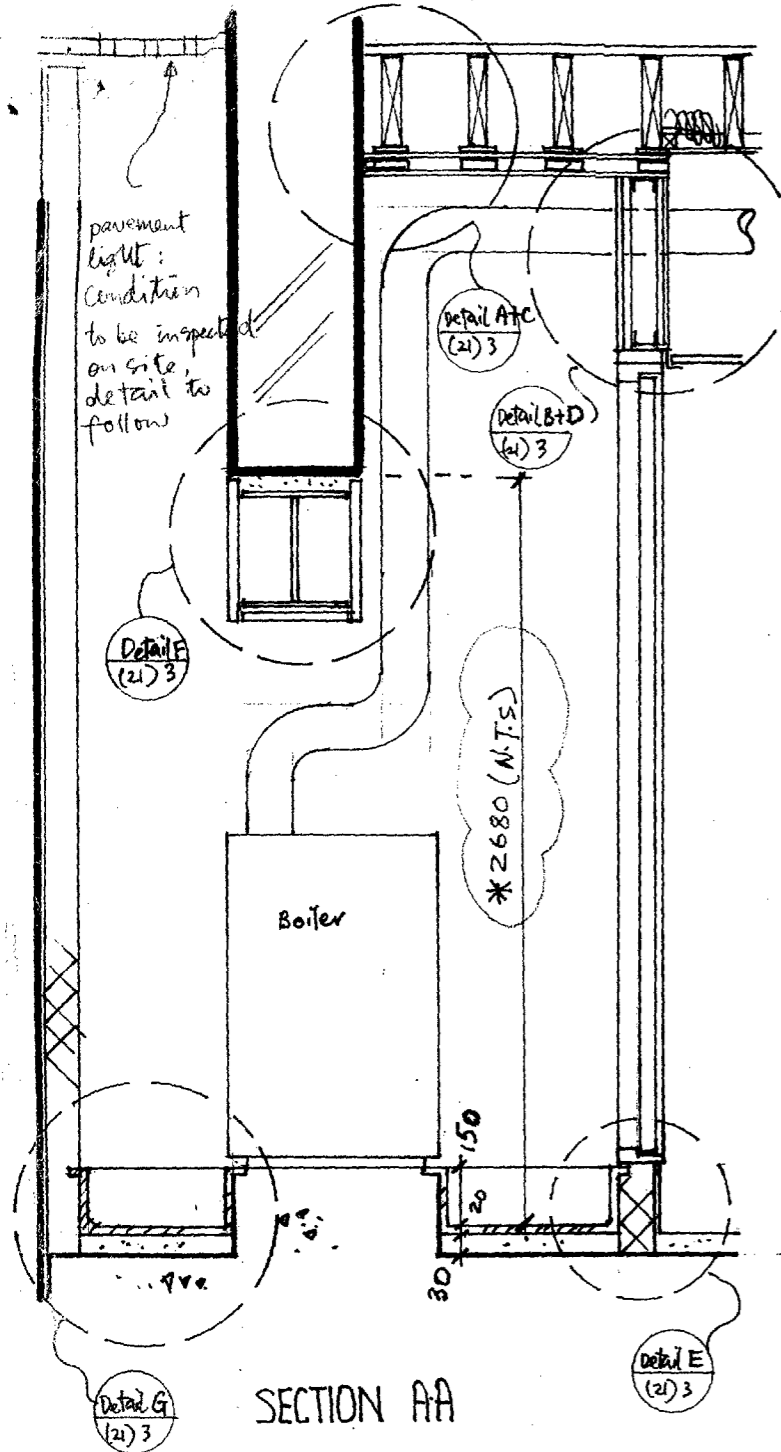 pavement
light :
Condition
to be inspected
on site,
detail to
follow
Detail A+C
(21) 3
Detail B+D
(21) 3
Detail F
(21) 3
*2680 (N.T.S)
Boiler
150
20
30
Detail G
(21) 3
Detail E
(21) 3
SECTION A-A